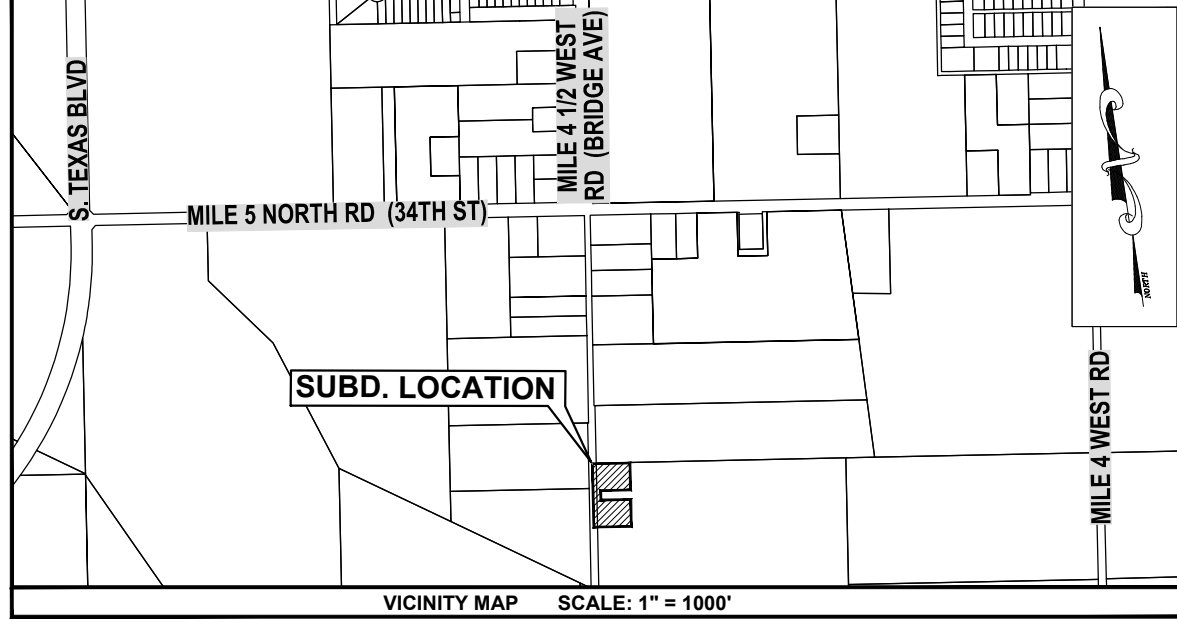 S. TEXAS BLVD
MILE 4 1/2 WEST
RD (BRIDGE AVE)
MILE 5 NORTH RD (34TH ST)
NORTH
SUBD. LOCATION
MILE 4 WEST RD
VICINITY MAP SCALE: 1" = 1000'